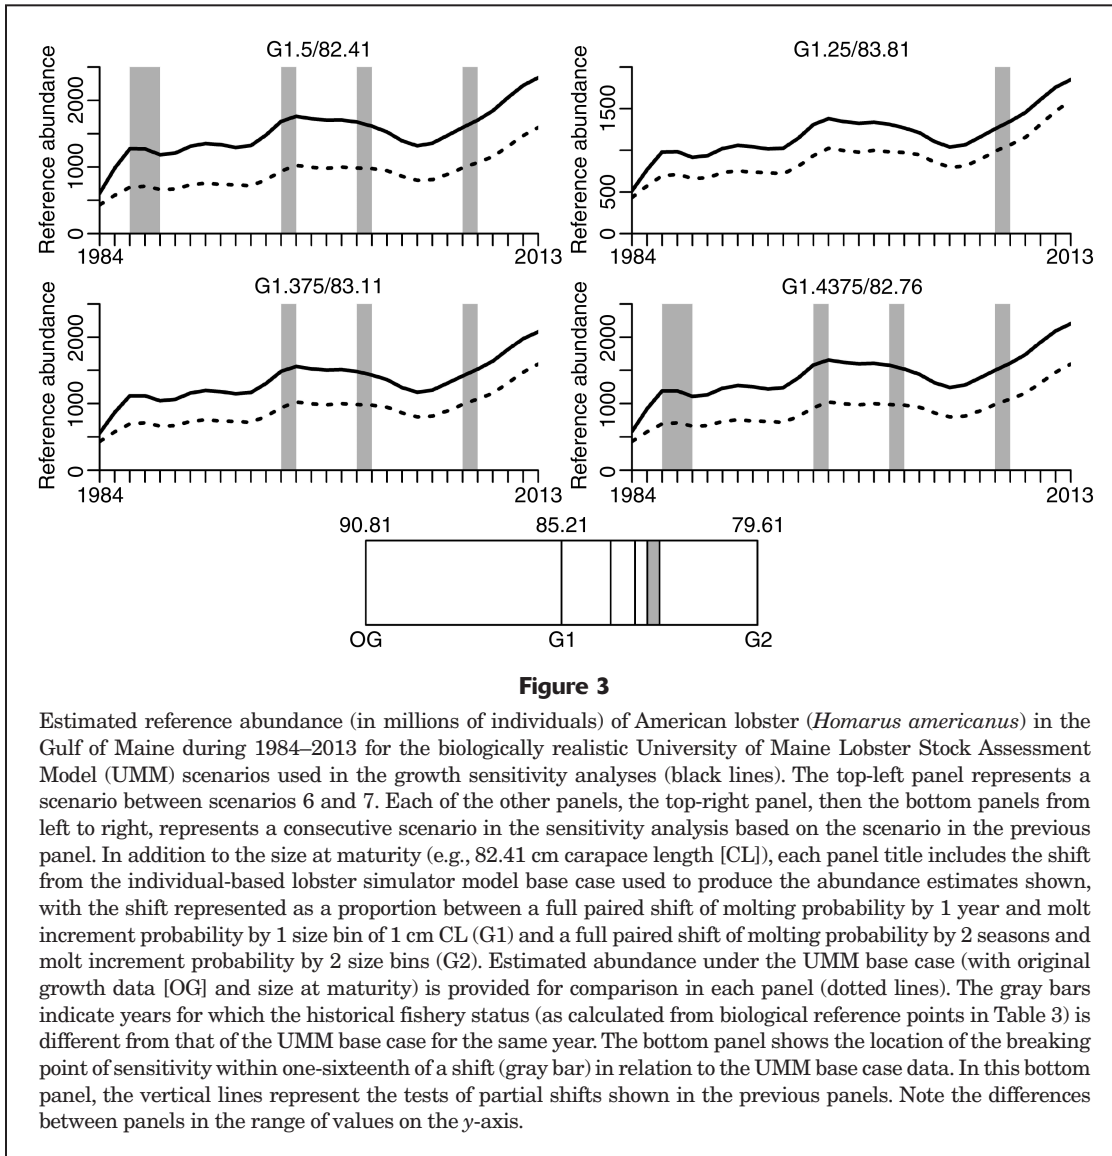 G1.5/82.41
Reference abundance
0 1000 2000
1984 2013
G1.25/83.81
Reference abundance
0 500 1500
1984 2013
G1.375/83.11
Reference abundance
0 1000 2000
1984 2013
G1.4375/82.76
Reference abundance
0 1000 2000
1984 2013
90.81 85.21 79.61
OG G1 G2
Figure 3
Estimated reference abundance (in millions of individuals) of American lobster (Homarus americanus) in the
Gulf of Maine during 1984–2013 for the biologically realistic University of Maine Lobster Stock Assessment
Model (UMM) scenarios used in the growth sensitivity analyses (black lines). The top-left panel represents a
scenario between scenarios 6 and 7. Each of the other panels, the top-right panel, then the bottom panels from
left to right, represents a consecutive scenario in the sensitivity analysis based on the scenario in the previous
panel. In addition to the size at maturity (e.g., 82.41 cm carapace length [CL]), each panel title includes the shift
from the individual-based lobster simulator model base case used to produce the abundance estimates shown,
with the shift represented as a proportion between a full paired shift of molting probability by 1 year and molt
increment probability by 1 size bin of 1 cm CL (G1) and a full paired shift of molting probability by 2 seasons and
molt increment probability by 2 size bins (G2). Estimated abundance under the UMM base case (with original
growth data [OG] and size at maturity) is provided for comparison in each panel (dotted lines). The gray bars
indicate years for which the historical fishery status (as calculated from biological reference points in Table 3) is
different from that of the UMM base case for the same year. The bottom panel shows the location of the breaking
point of sensitivity within one-sixteenth of a shift (gray bar) in relation to the UMM base case data. In this bottom
panel, the vertical lines represent the tests of partial shifts shown in the previous panels. Note the differences
between panels in the range of values on the y-axis.